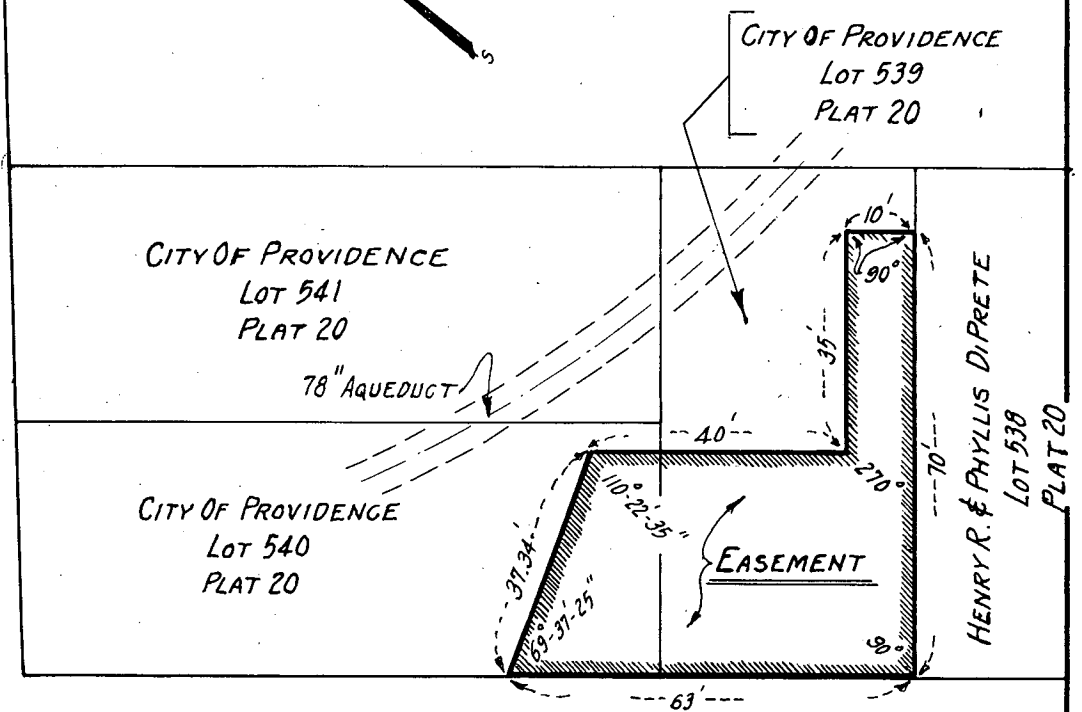 S
CITY OF PROVIDENCE
LOT 539
PLAT 20
CITY OF PROVIDENCE
LOT 541
PLAT 20
10'
90°
35'
78" AQUEDUCT
40'
110°-22'-35"
270°
70'
HENRY R. & PHYLLIS DIPRETE
LOT 538
PLAT 20
CITY OF PROVIDENCE
LOT 540
PLAT 20
37.34'
69°-37'-25"
EASEMENT
90°
63'